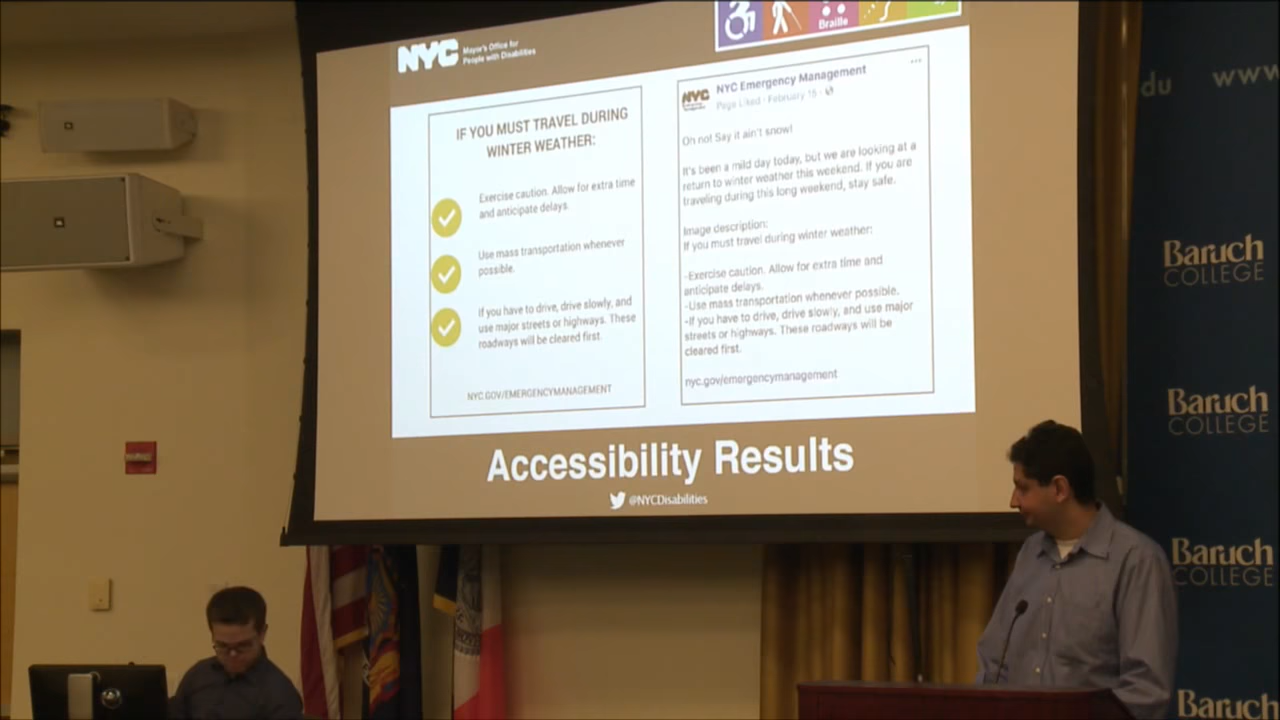 NYC
Mayor's Office for
People with Disabilities
Braille
IF YOU MUST TRAVEL DURING
WINTER WEATHER:
Exercise caution. Allow for extra time
and anticipate delays.
Use mass transportation whenever
possible.
If you have to drive, drive slowly, and
use major streets or highways. These
roadways will be cleared first.
NYC.GOV/EMERGENCYMANAGEMENT
NYC
NYC Emergency Management
Page Liked · February 15 ·
Oh no! Say it ain't snow!
It's been a mild day today, but we are looking at a
return to winter weather this weekend. If you are
traveling during this long weekend, stay safe.
Image description:
If you must travel during winter weather:
-Exercise caution. Allow for extra time and
anticipate delays.
-Use mass transportation whenever possible.
-If you have to drive, drive slowly, and use major
streets or highways. These roadways will be
cleared first.
nyc.gov/emergencymanagement
Accessibility Results
@NYCDisabilities
du www
Baruch
COLLEGE
Baruch
COLLEGE
Baruch
COLLEGE
Baruch